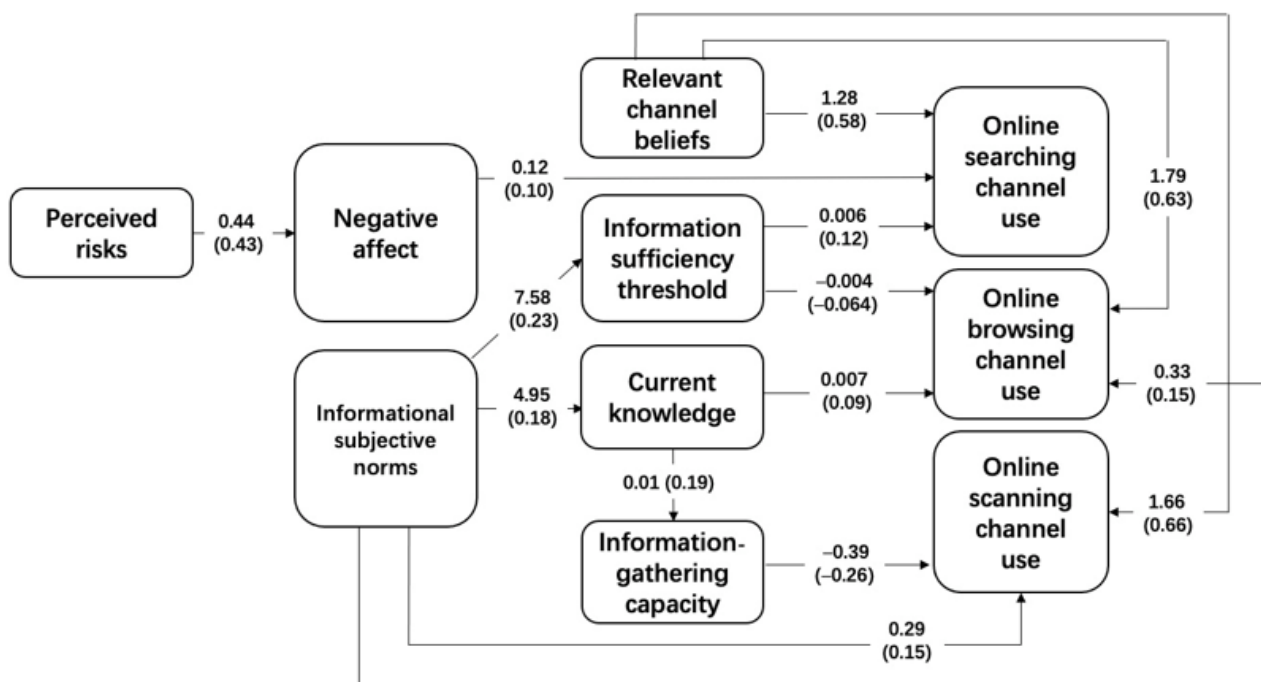 Relevant
channel
beliefs
1.28
(0.58)
Online
searching
channel
use
1.79
(0.63)
Perceived
risks
0.44
(0.43)
Negative
affect
0.12
(0.10)
Information
sufficiency
threshold
0.006
(0.12)
−0.004
(−0.064)
7.58
(0.23)
Online
browsing
channel
use
0.33
(0.15)
Informational
subjective
norms
4.95
(0.18)
Current
knowledge
0.007
(0.09)
0.01 (0.19)
Online
scanning
channel
use
1.66
(0.66)
Information-
gathering
capacity
−0.39
(−0.26)
0.29
(0.15)